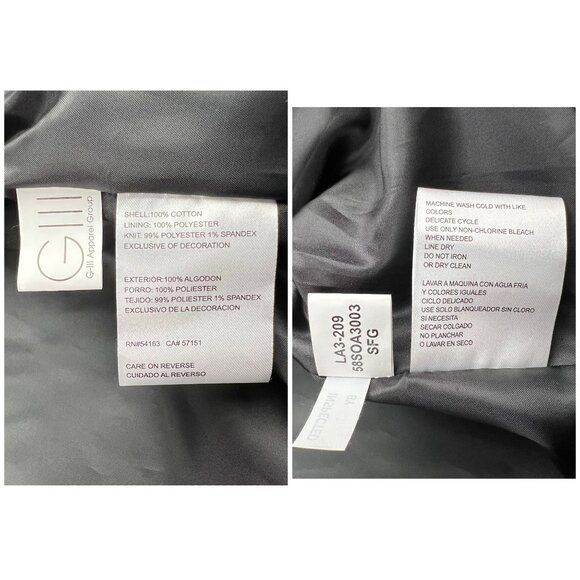 GIII
G-III Apparel Group
SHELL:100% COTTON
LINING: 100% POLYESTER
KNIT: 99% POLYESTER 1% SPANDEX
EXCLUSIVE OF DECORATION
EXTERIOR:100% ALGODON
FORRO: 100% POLIESTER
TEJIDO: 99% POLIESTER 1% SPANDEX
EXCLUSIVO DE LA DECORACION
RN#54163 CA# 57151
CARE ON REVERSE
CUIDADO AL REVERSO
MACHINE WASH COLD WITH LIKE
COLORS
DELICATE CYCLE
USE ONLY NON-CHLORINE BLEACH
WHEN NEEDED
LINE DRY
DO NOT IRON
OR DRY CLEAN
LAVAR A MAQUINA CON AGUA FRIA
Y COLORES IGUALES
CICLO DELICADO
USE SOLO BLANQUEADOR SIN CLORO
SI NECESITA
SECAR COLGADO
NO PLANCHAR
O LAVAR EN SECO
LA3-209
58SOA3003
SFG
INSPECTED
BY